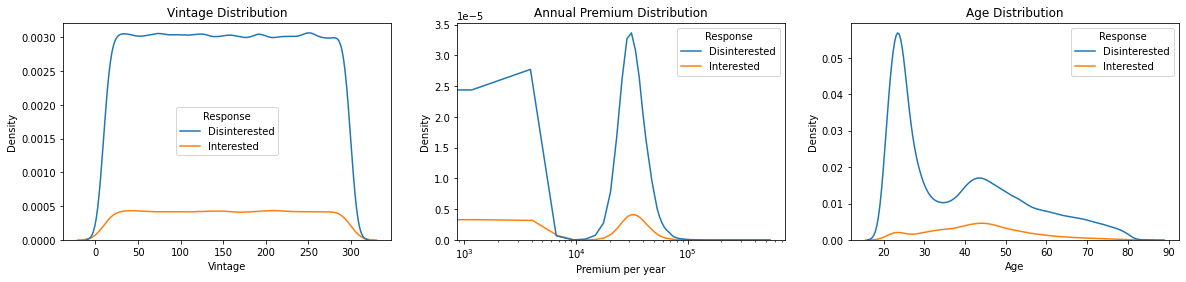 Vintage Distribution
Density
0.0030
0.0025
0.0020
0.0015
0.0010
0.0005
0.0000
Response
Disinterested
Interested
0 50 100 150 200 250 300
Vintage
Annual Premium Distribution
1e−5
Density
3.5
3.0
2.5
2.0
1.5
1.0
0.5
0.0
Response
Disinterested
Interested
10³ 10⁴ 10⁵
Premium per year
Age Distribution
Density
0.05
0.04
0.03
0.02
0.01
0.00
Response
Disinterested
Interested
20 30 40 50 60 70 80 90
Age